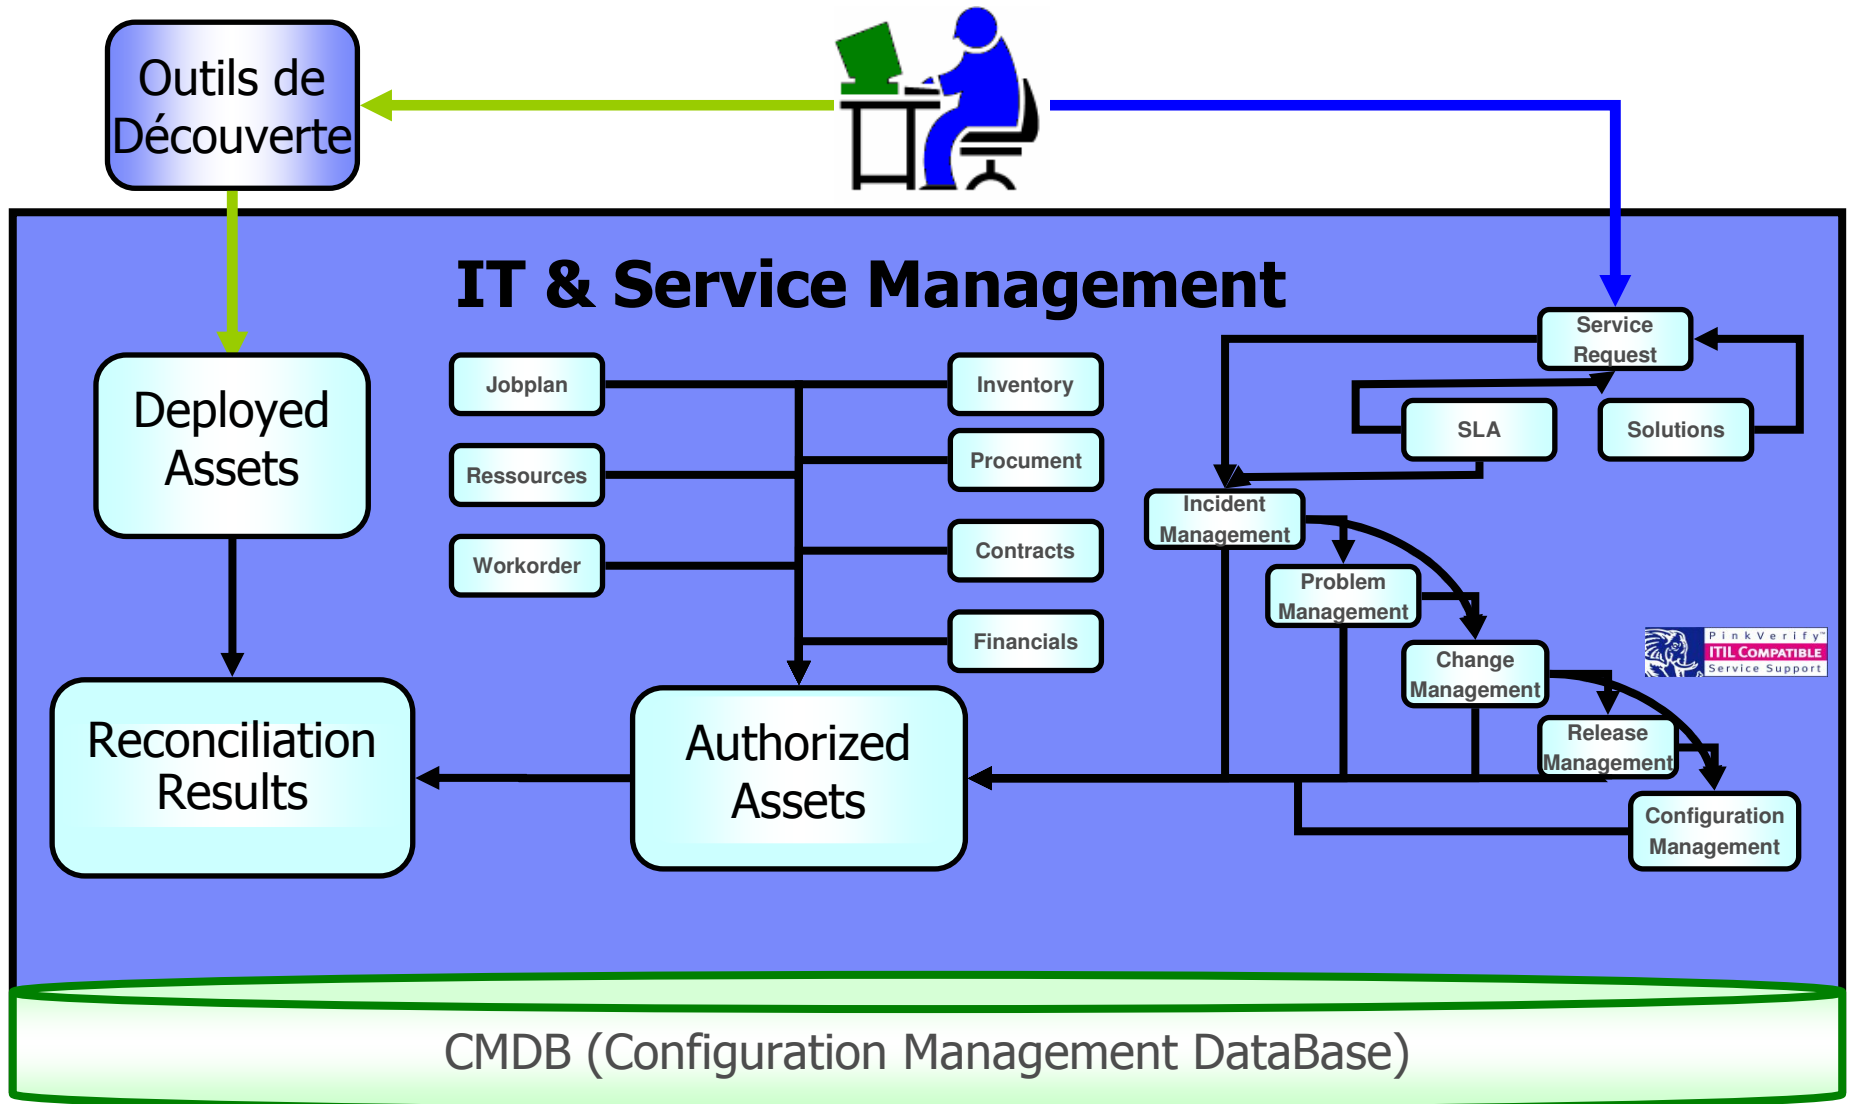 Outils de
Découverte
IT & Service Management
Service
Request
Jobplan
Inventory
Deployed
Assets
SLA
Solutions
Ressources
Procument
Incident
Management
Workorder
Contracts
Problem
Management
Financials
Change
Management
PinkVerify™
ITIL COMPATIBLE
Service Support
Reconciliation
Results
Authorized
Assets
Release
Management
Configuration
Management
CMDB (Configuration Management DataBase)